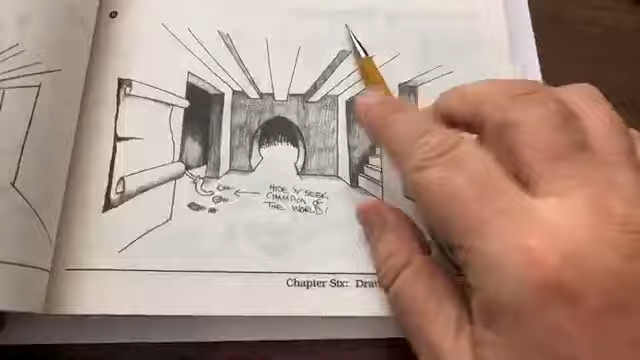 HIDE 'N' SEEK
CHAMPION OF
THE WORLD!
Chapter Six: